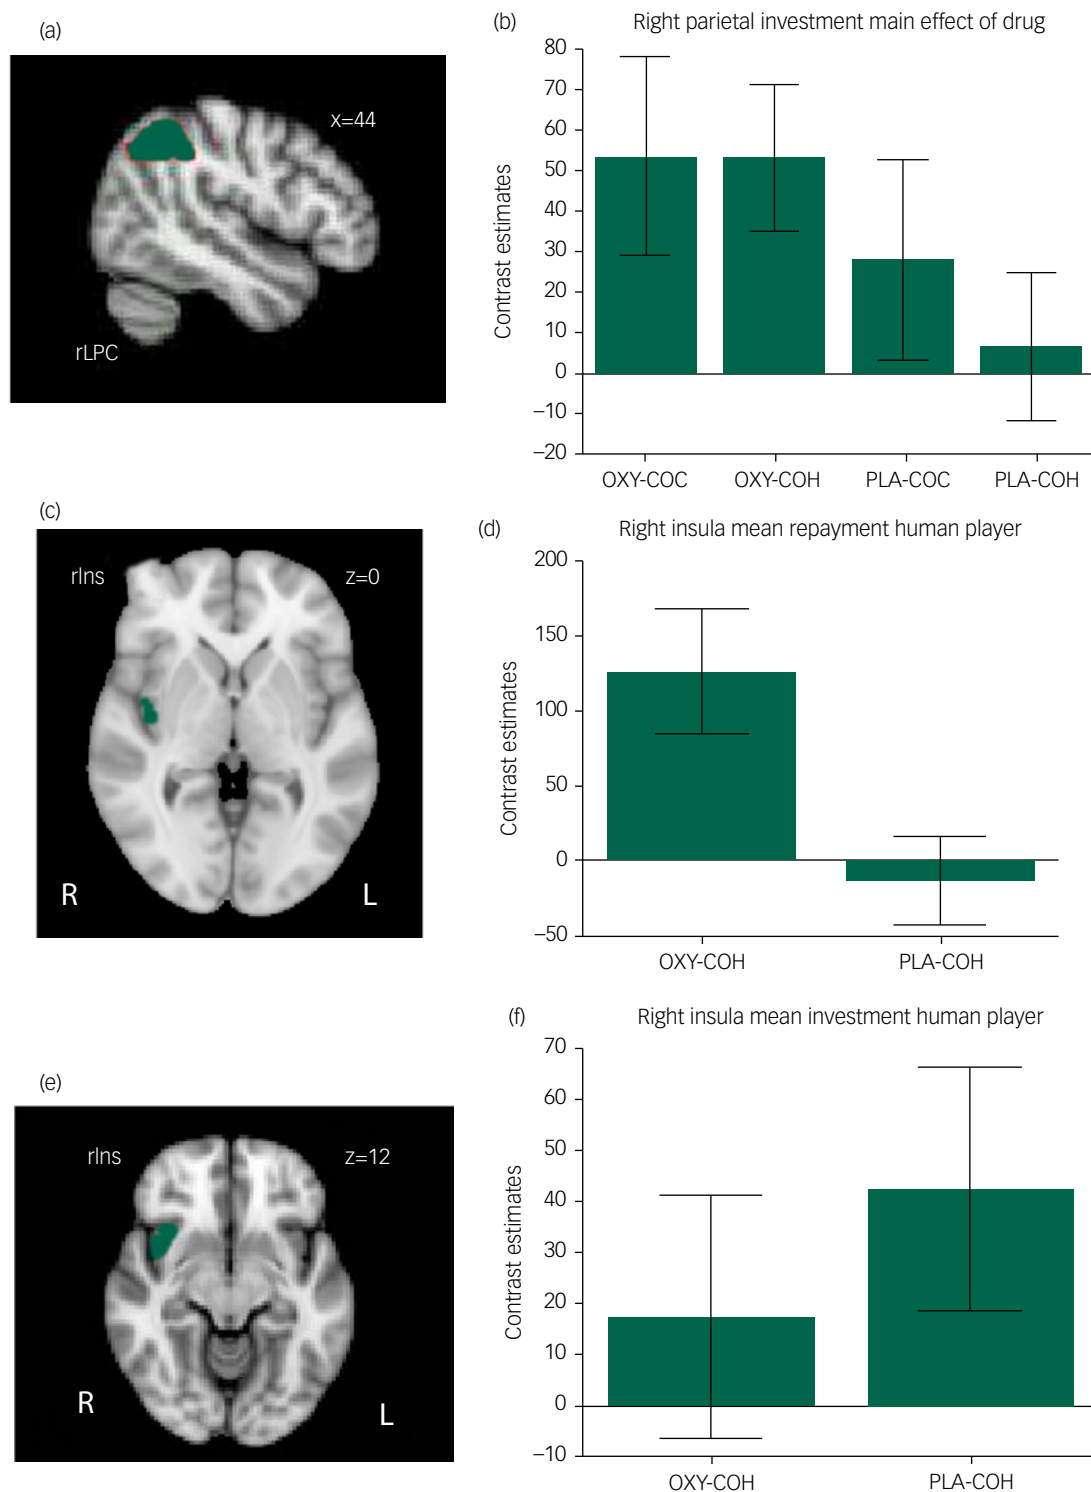 (a)
x=44
rLPC
(b)
Right parietal investment main effect of drug
Contrast estimates
80
70
60
50
40
30
20
10
0
–10
–20
OXY-COC OXY-COH PLA-COC PLA-COH
(c)
rIns
z=0
R L
(d)
Right insula mean repayment human player
Contrast estimates
200
150
100
50
0
–50
OXY-COH PLA-COH
(e)
rIns
z=12
R L
(f)
Right insula mean investment human player
Contrast estimates
70
60
50
40
30
20
10
0
–10
OXY-COH PLA-COH